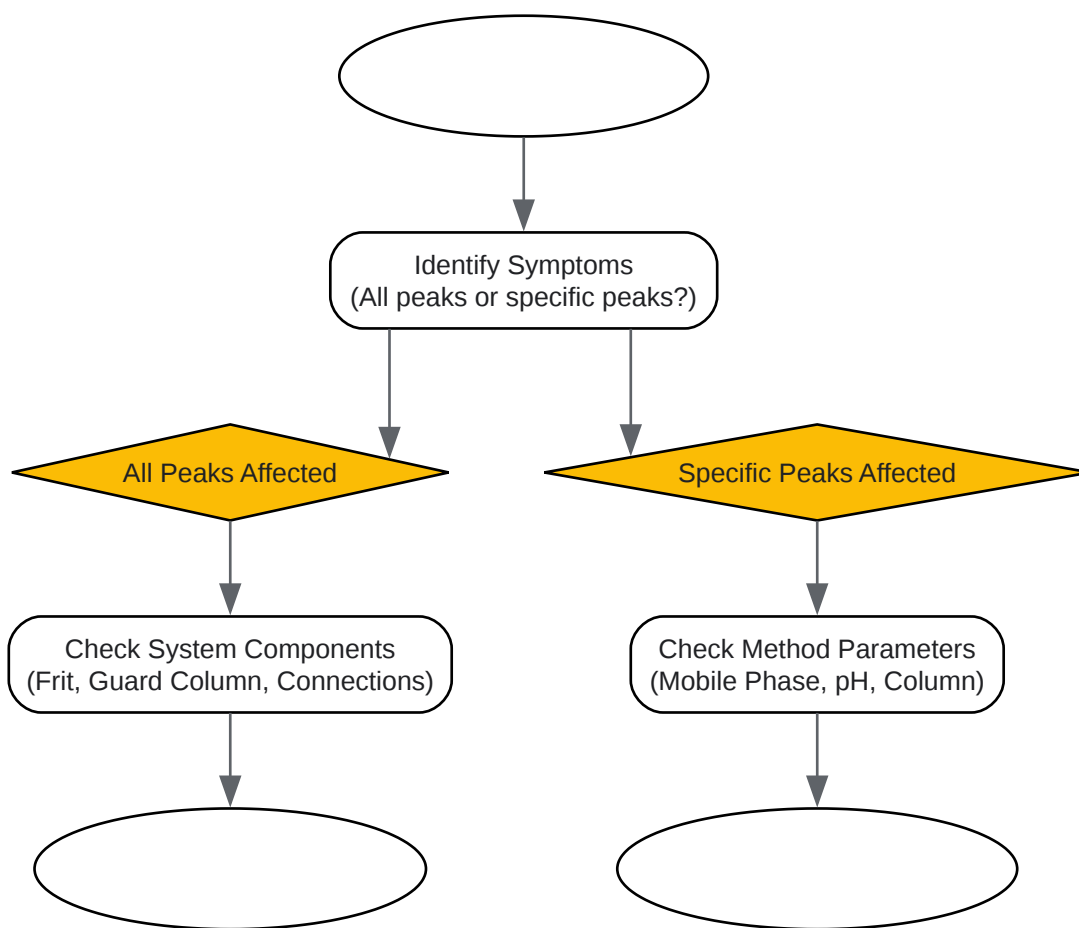 Identify Symptoms
(All peaks or specific peaks?)
All Peaks Affected
Specific Peaks Affected
Check System Components
(Frit, Guard Column, Connections)
Check Method Parameters
(Mobile Phase, pH, Column)